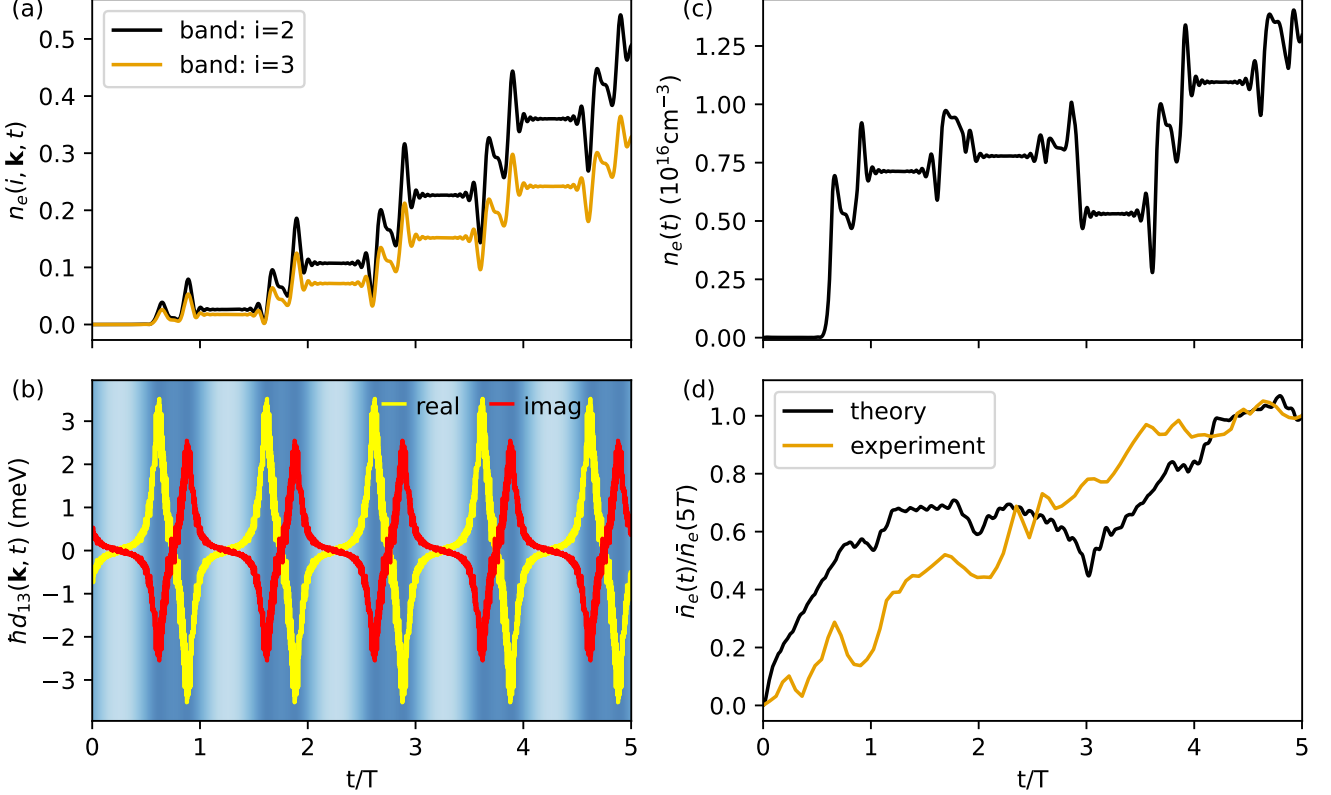 (a)
band: i=2
band: i=3
n_e(i, k, t)
0.5
0.4
0.3
0.2
0.1
0.0
(b)
real
imag
ħd_{13}(k, t) (meV)
3
2
1
0
−1
−2
−3
0 1 2 3 4 5
t/T
(c)
n_e(t) (10^{16}cm^{−3})
1.25
1.00
0.75
0.50
0.25
0.00
(d)
theory
experiment
n̄_e(t)/n̄_e(5T)
1.0
0.8
0.6
0.4
0.2
0.0
0 1 2 3 4 5
t/T